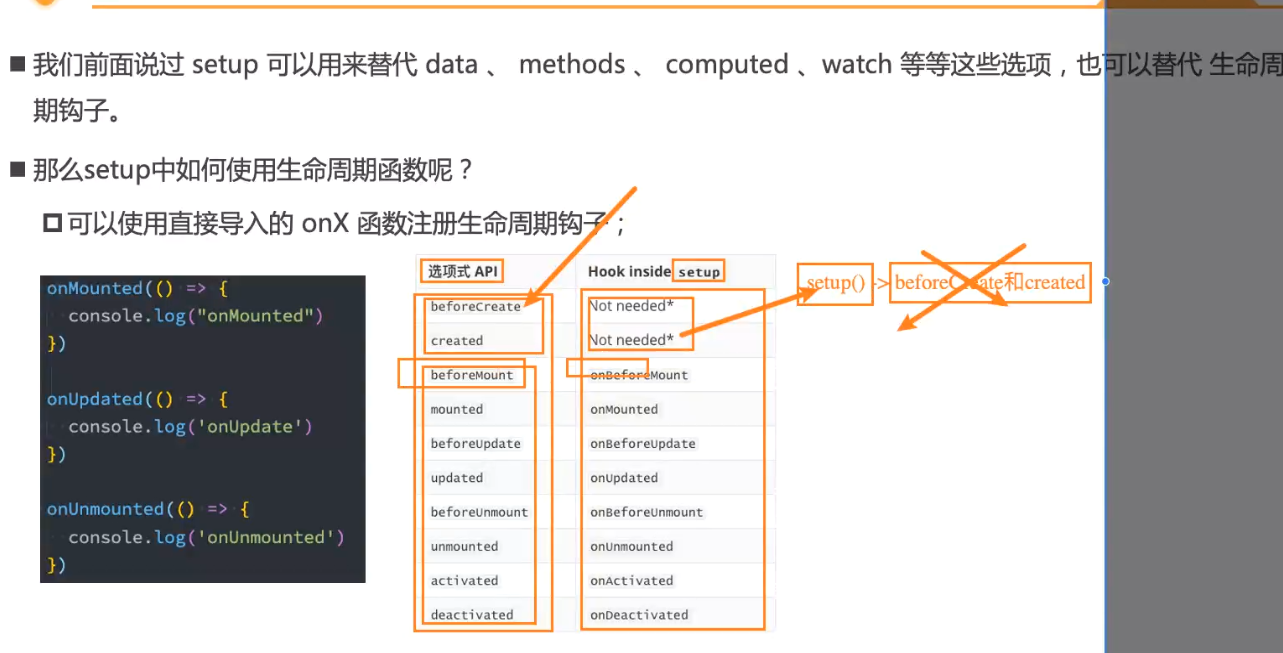 我们前面说过 setup 可以用来替代 data 、 methods 、 computed 、watch 等等这些选项，也可以替代 生命周
期钩子。
那么setup中如何使用生命周期函数呢？
可以使用直接导入的 onX 函数注册生命周期钩子；
onMounted(() => {
console.log("onMounted")
})
onUpdated(() => {
console.log('onUpdate')
})
onUnmounted(() => {
console.log('onUnmounted')
})
选项式 API Hook inside setup
beforeCreate Not needed*
created Not needed*
beforeMount onBeforeMount
mounted onMounted
beforeUpdate onBeforeUpdate
updated onUpdated
beforeUnmount onBeforeUnmount
unmounted onUnmounted
activated onActivated
deactivated onDeactivated
setup() -> beforeCreate和created